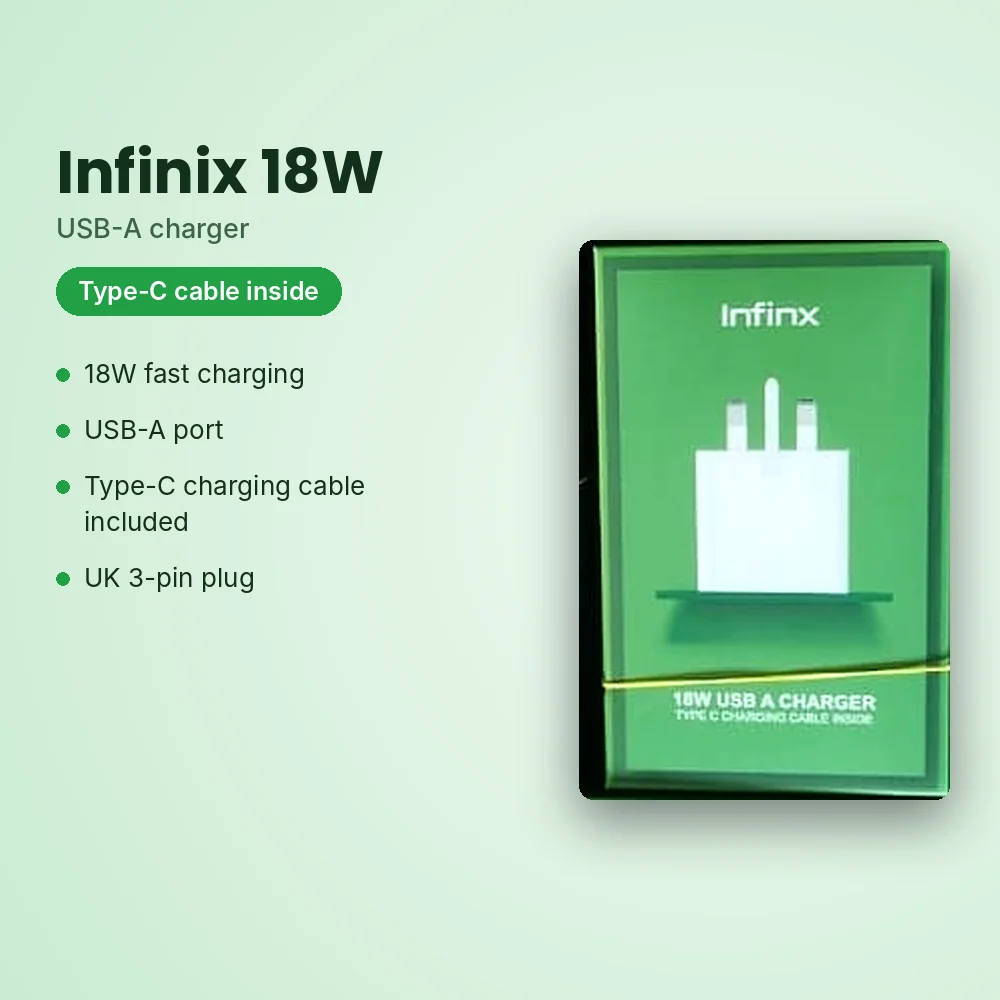 Infinix 18W
USB-A charger
Type-C cable inside
18W fast charging
USB-A port
Type-C charging cable
included
UK 3-pin plug
Infinx
18W USB A CHARGER
TYPE C CHARGING CABLE INSIDE